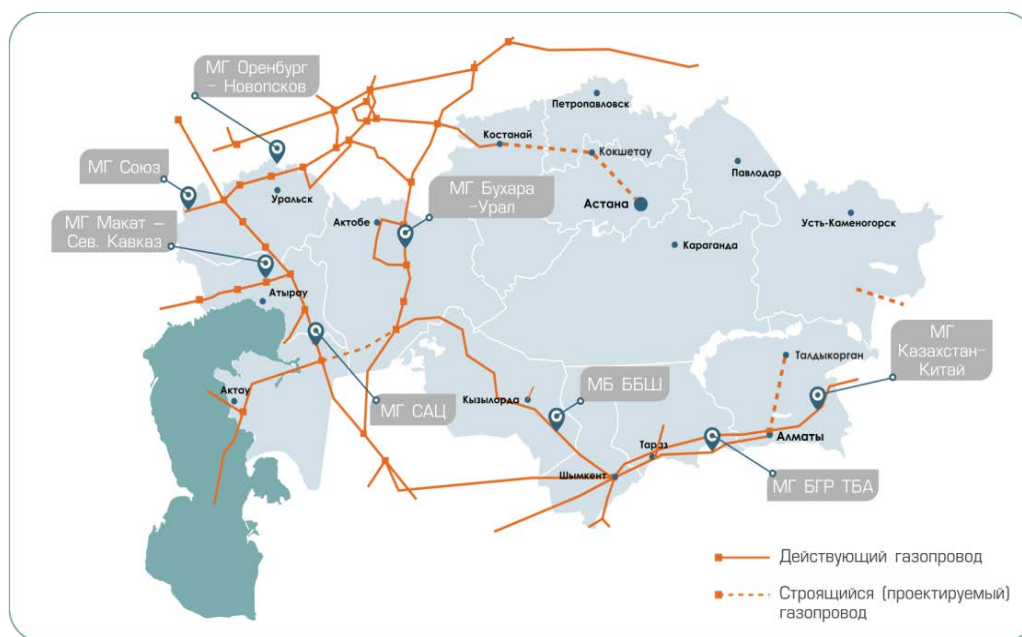 МГ Оренбург
– Новопсков
Петропавловск
Костанай
Кокшетау
МГ Союз
Павлодар
Уральск
МГ Бухара
–Урал
Астана
Усть-Каменогорск
МГ Макат –
Сев. Кавказ
Актобе
Караганда
Атырау
МГ
Казахстан–
Китай
Талдыкорган
Актау
МГ САЦ
Кызылорда
МБ ББШ
Тараз
Алматы
Шымкент
МГ БГР ТБА
Действующий газопровод
Строящийся (проектируемый)
газопровод